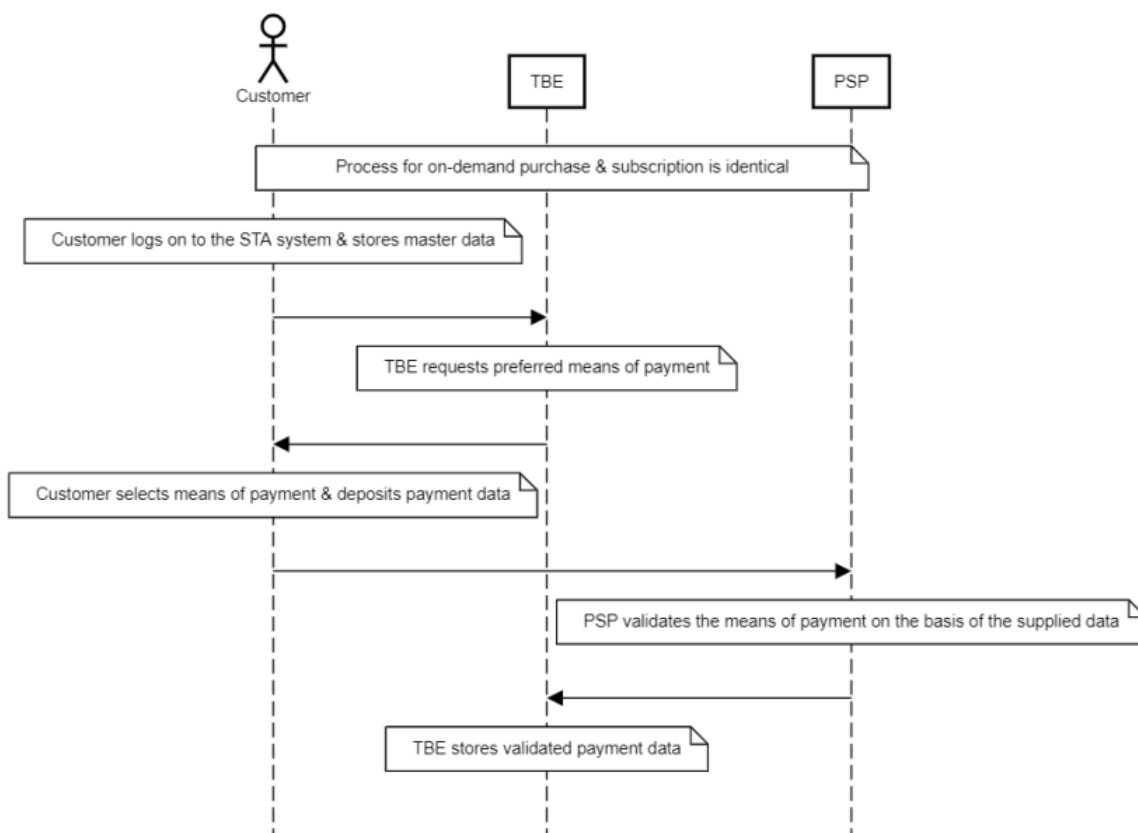 Customer
TBE
PSP
Process for on-demand purchase & subscription is identical
Customer logs on to the STA system & stores master data
TBE requests preferred means of payment
Customer selects means of payment & deposits payment data
PSP validates the means of payment on the basis of the supplied data
TBE stores validated payment data